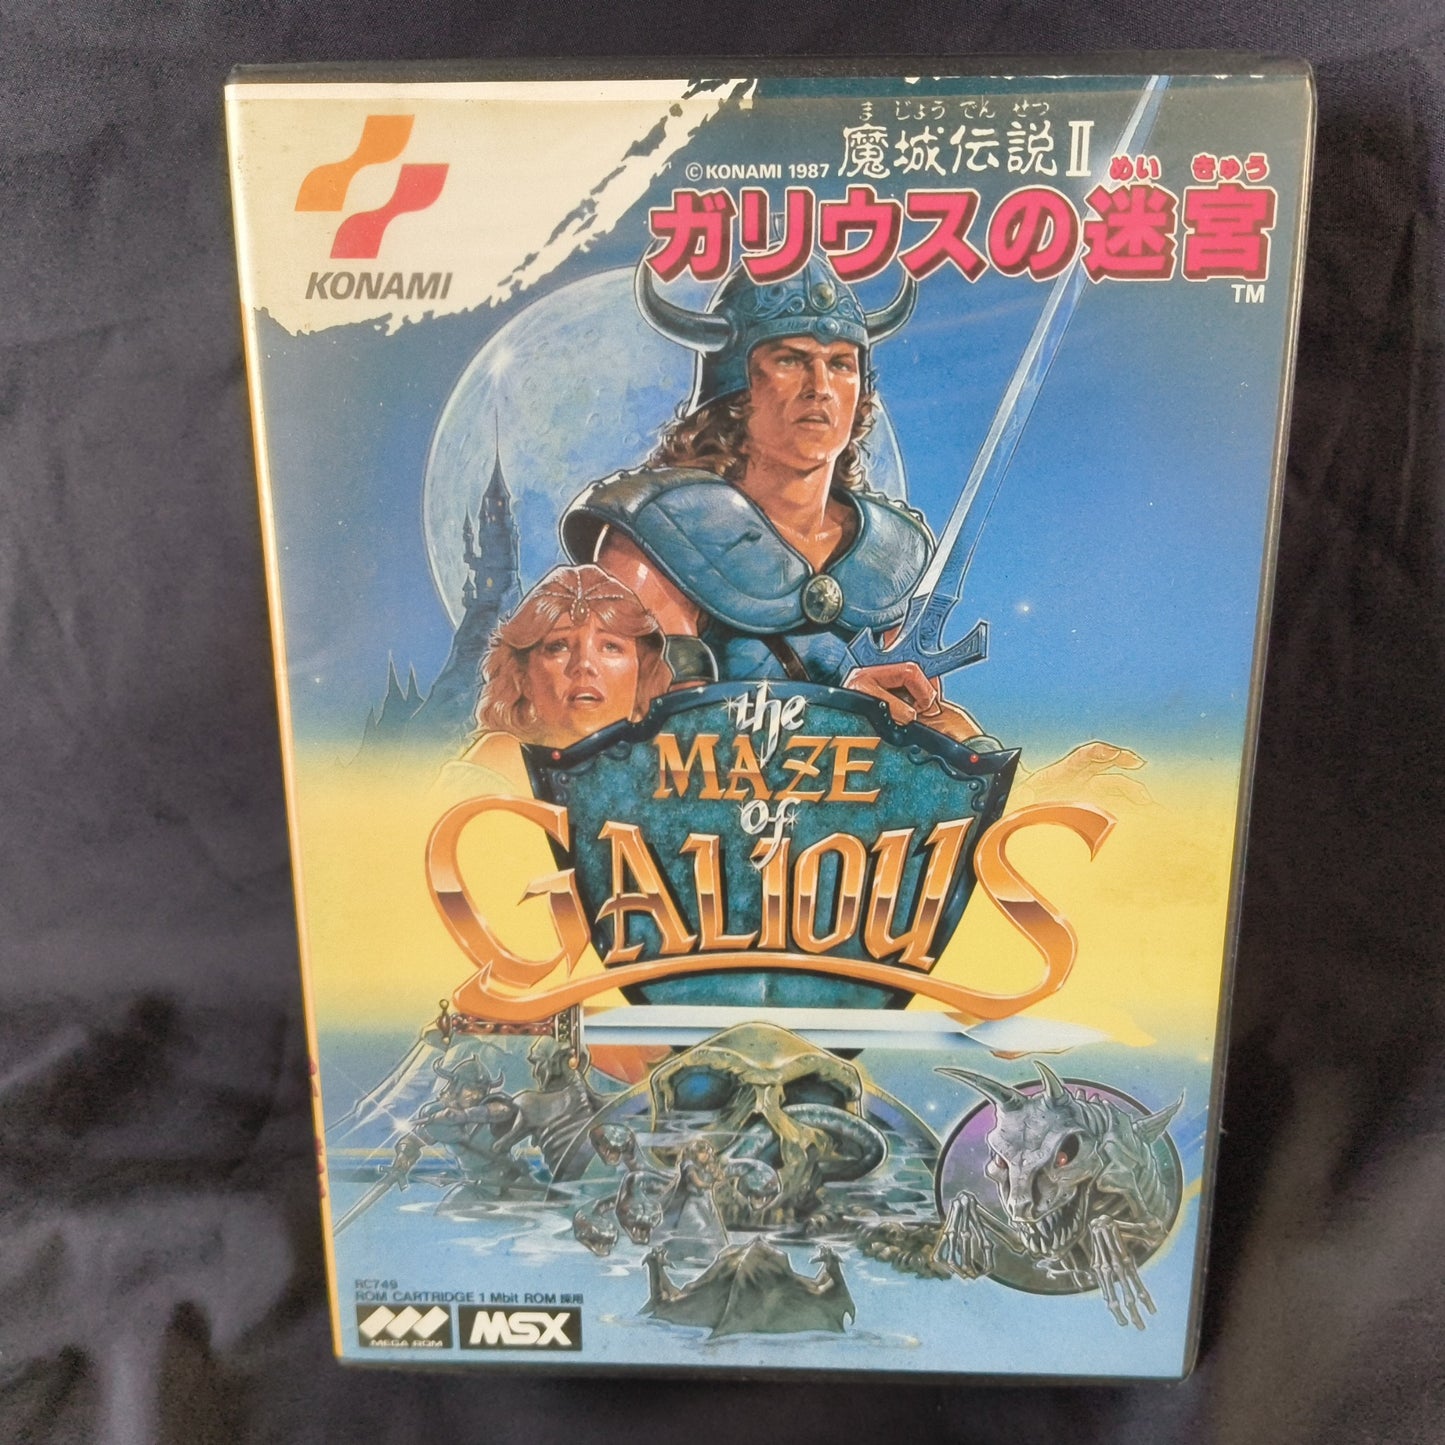 KONAMI
ま じょう でん せつ
©KONAMI 1987 魔城伝説II
めい きゅう
ガリウスの迷宮
TM
the
MAZE
of
GALIOUS
RC749
ROM CARTRIDGE 1 Mbit ROM 採用
MEGA ROM MSX